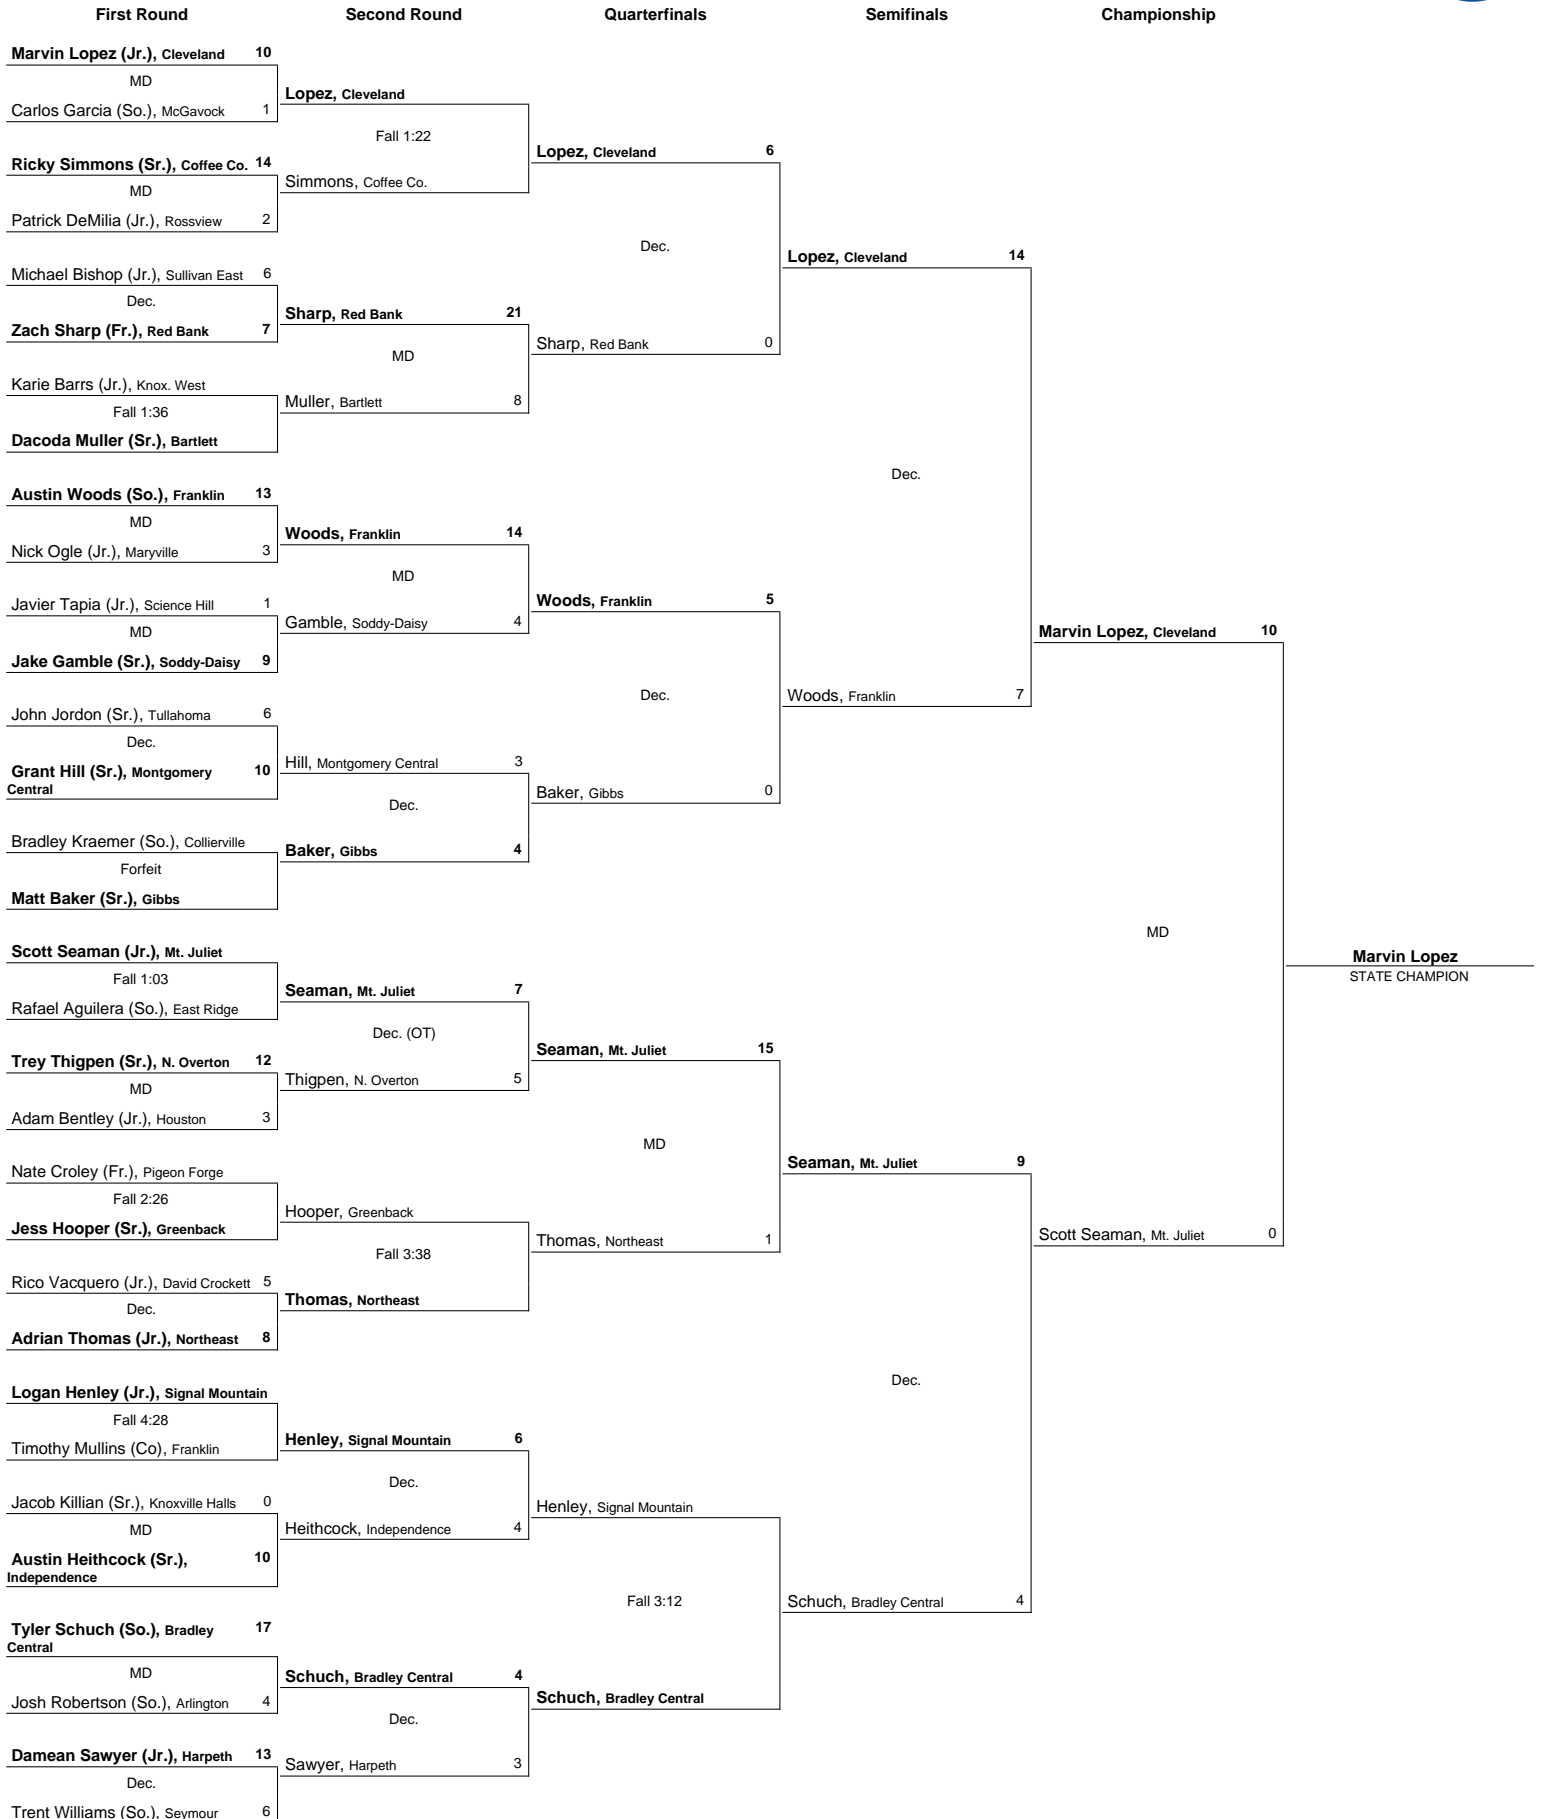 First Round
Second Round
Quarterfinals
Semifinals
Championship
Marvin Lopez (Jr.), Cleveland 10
MD
Carlos Garcia (So.), McGavock 1
Ricky Simmons (Sr.), Coffee Co. 14
MD
Patrick DeMilia (Jr.), Rossview 2
Michael Bishop (Jr.), Sullivan East 6
Dec.
Zach Sharp (Fr.), Red Bank 7
Karie Barrs (Jr.), Knox. West
Fall 1:36
Dacoda Muller (Sr.), Bartlett
Austin Woods (So.), Franklin 13
MD
Nick Ogle (Jr.), Maryville 3
Javier Tapia (Jr.), Science Hill 1
MD
Jake Gamble (Sr.), Soddy-Daisy 9
John Jordon (Sr.), Tullahoma 6
Dec.
Grant Hill (Sr.), Montgomery 10
Central
Bradley Kraemer (So.), Collierville
Forfeit
Matt Baker (Sr.), Gibbs
Scott Seaman (Jr.), Mt. Juliet
Fall 1:03
Rafael Aguilera (So.), East Ridge
Trey Thigpen (Sr.), N. Overton 12
MD
Adam Bentley (Jr.), Houston 3
Nate Croley (Fr.), Pigeon Forge
Fall 2:26
Jess Hooper (Sr.), Greenback
Rico Vacquero (Jr.), David Crockett 5
Dec.
Adrian Thomas (Jr.), Northeast 8
Logan Henley (Jr.), Signal Mountain
Fall 4:28
Timothy Mullins (Co), Franklin
Jacob Killian (Sr.), Knoxville Halls 0
MD
Austin Heithcock (Sr.), 10
Independence
Tyler Schuch (So.), Bradley 17
Central
MD
Josh Robertson (So.), Arlington 4
Damean Sawyer (Jr.), Harpeth 13
Dec.
Trent Williams (So.), Seymour 6
Lopez, Cleveland
Fall 1:22
Simmons, Coffee Co.
Sharp, Red Bank 21
MD
Muller, Bartlett 8
Woods, Franklin 14
MD
Gamble, Soddy-Daisy 4
Hill, Montgomery Central 3
Dec.
Baker, Gibbs 4
Seaman, Mt. Juliet 7
Dec. (OT)
Thigpen, N. Overton 5
Hooper, Greenback
Fall 3:38
Thomas, Northeast
Henley, Signal Mountain 6
Dec.
Heithcock, Independence 4
Schuch, Bradley Central 4
Dec.
Sawyer, Harpeth 3
Lopez, Cleveland 6
Dec.
Sharp, Red Bank 0
Woods, Franklin 5
Dec.
Baker, Gibbs 0
Seaman, Mt. Juliet 15
MD
Thomas, Northeast 1
Henley, Signal Mountain
Fall 3:12
Schuch, Bradley Central
Lopez, Cleveland 14
Dec.
Woods, Franklin 7
Seaman, Mt. Juliet 9
Dec.
Schuch, Bradley Central 4
Marvin Lopez, Cleveland 10
MD
Scott Seaman, Mt. Juliet 0
Marvin Lopez
STATE CHAMPION